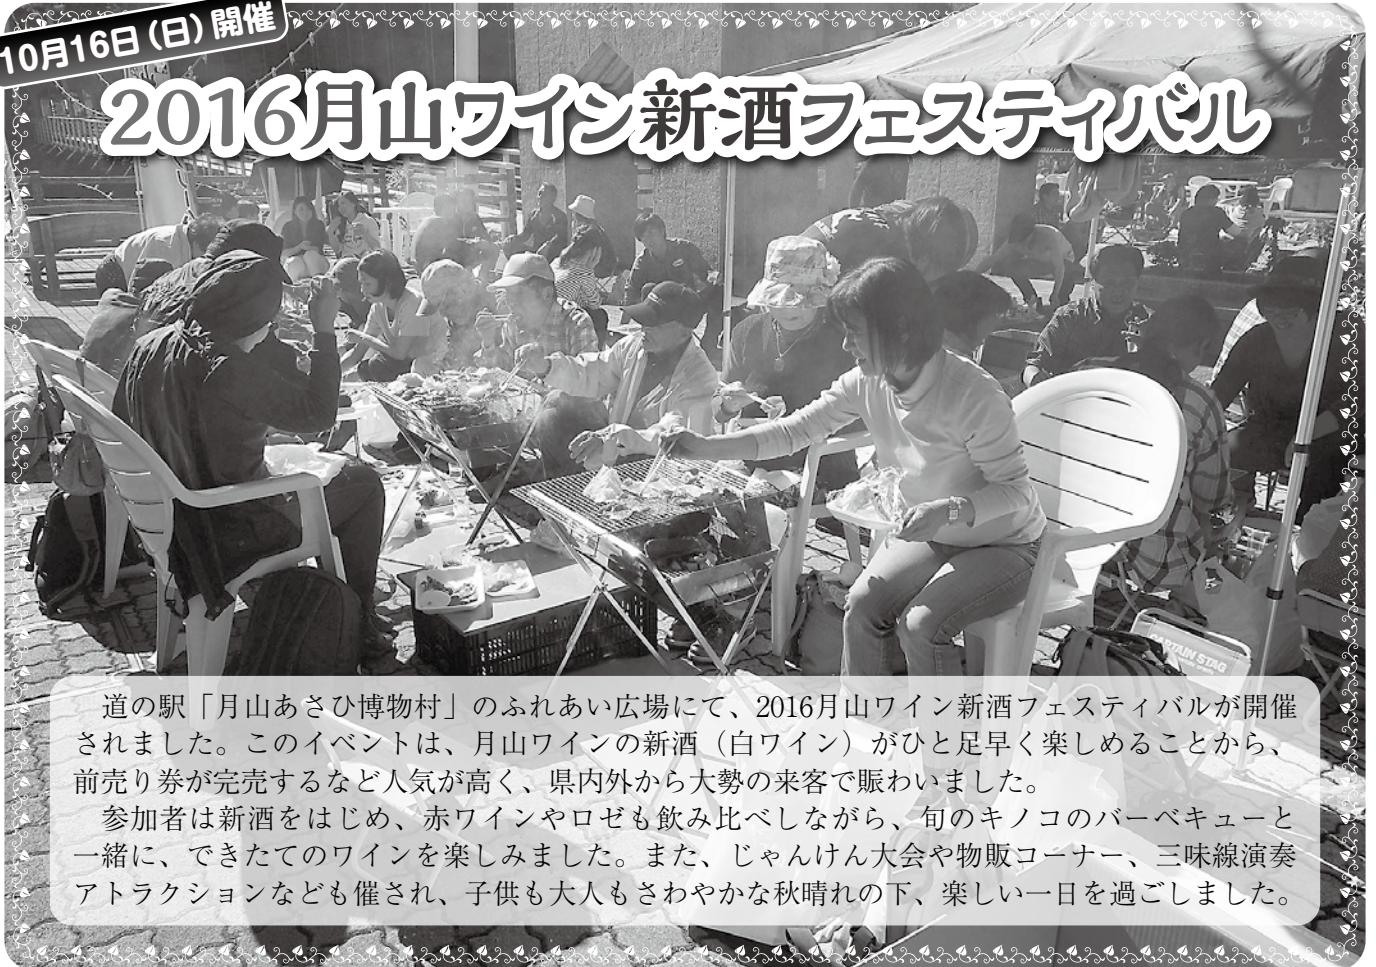 10月16日（日）開催
2016月山ワイン新酒フェスティバル
CAPTAIN STAG
道の駅「月山あさひ博物村」のふれあい広場にて、2016月山ワイン新酒フェスティバルが開催
されました。このイベントは、月山ワインの新酒（白ワイン）がひと足早く楽しめることから、
前売り券が完売するなど人気が高く、県内外から大勢の来客で賑わいました。
参加者は新酒をはじめ、赤ワインやロゼも飲み比べしながら、旬のキノコのバーベキューと
一緒に、できたてのワインを楽しみました。また、じゃんけん大会や物販コーナー、三味線演奏
アトラクションなども催され、子供も大人もさわやかな秋晴れの下、楽しい一日を過ごしました。